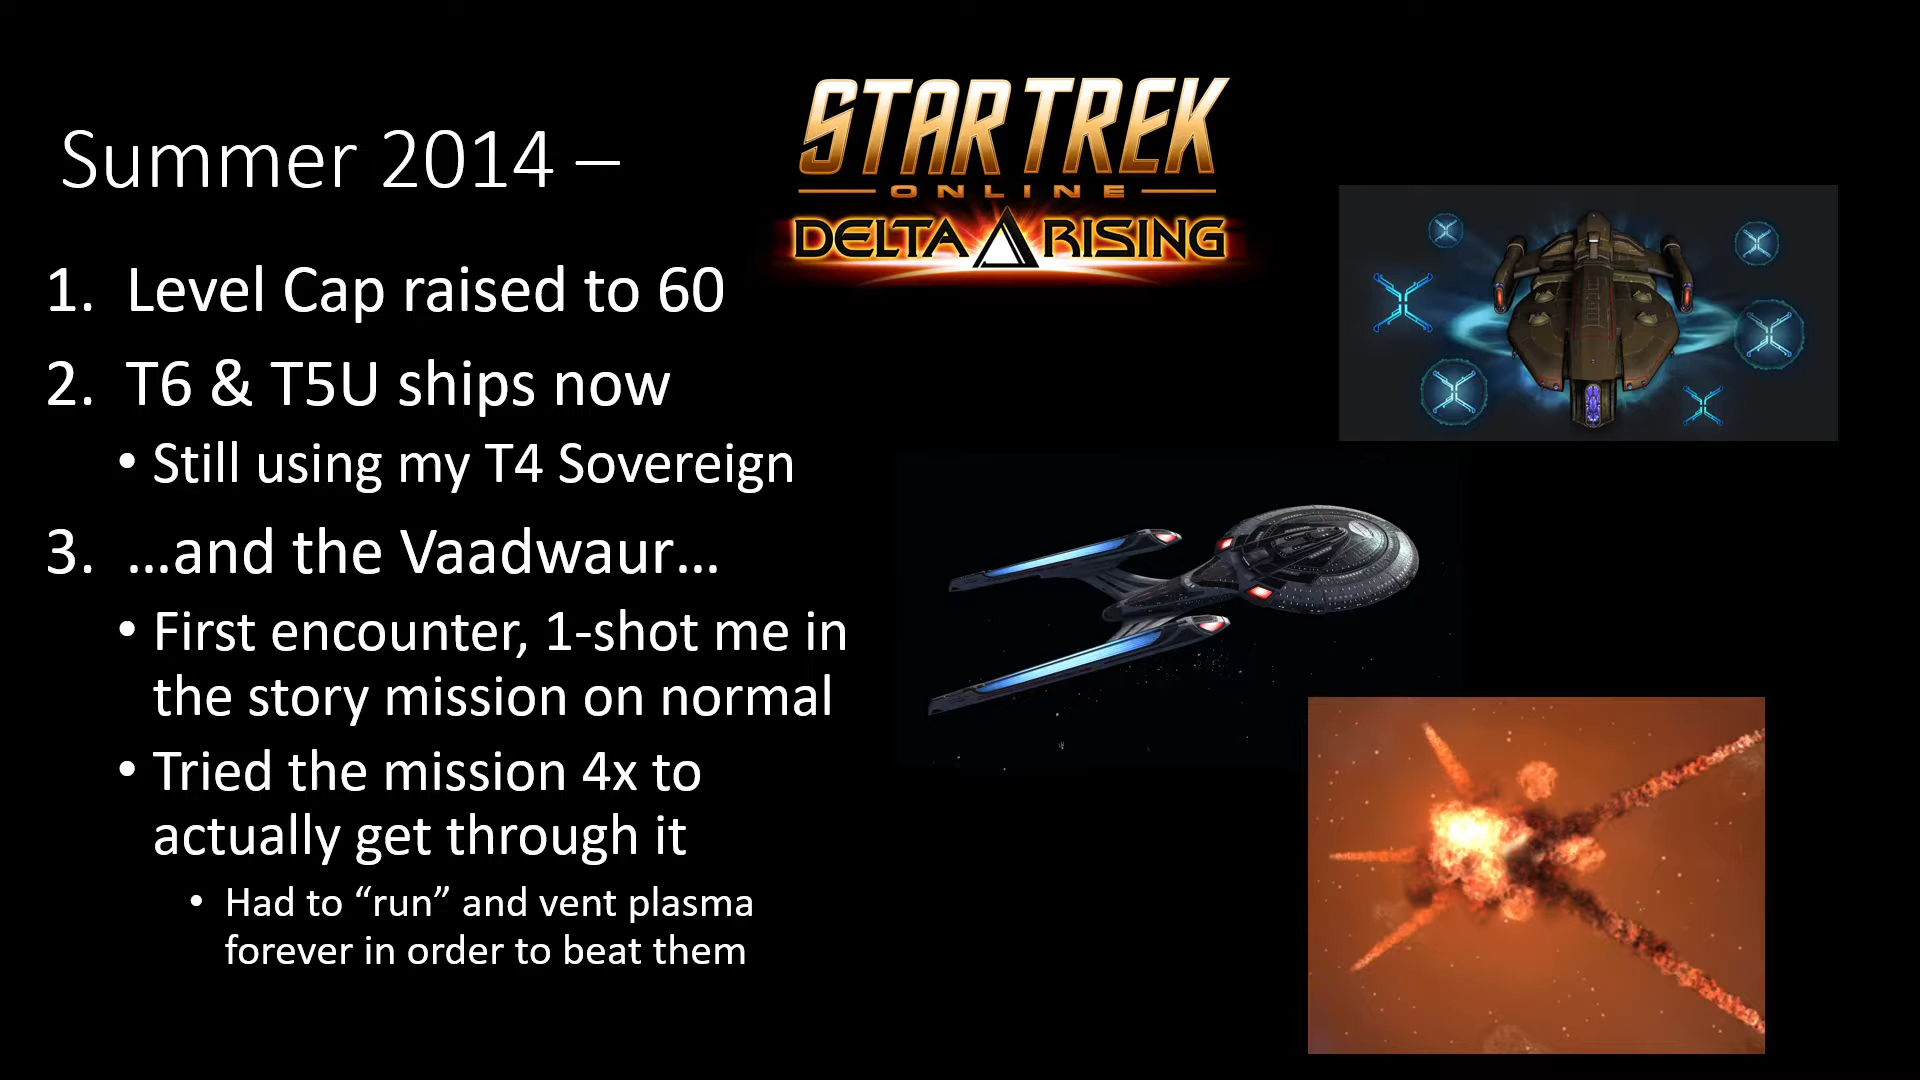 Summer 2014 –
STAR TREK
ONLINE
DELTA RISING
1. Level Cap raised to 60
2. T6 & T5U ships now
• Still using my T4 Sovereign
3. …and the Vaadwaur…
• First encounter, 1-shot me in
the story mission on normal
• Tried the mission 4x to
actually get through it
• Had to “run” and vent plasma
forever in order to beat them